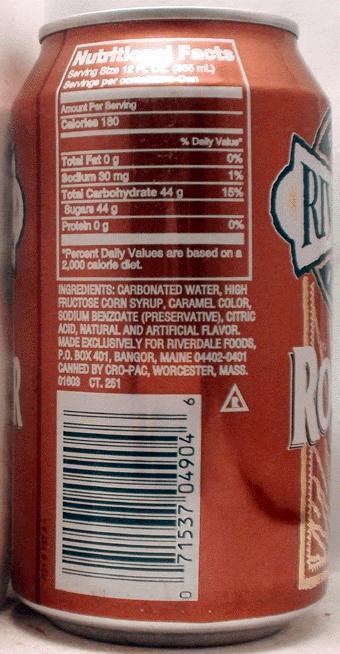 Nutritional Facts
Serving Size 12 FL. OZ. (355 mL)
Servings per
Amount Per Serving
Calories 180
% Daily Value*
Total Fat 0 g 0%
Sodium 30 mg 1%
Total Carbohydrate 44 g 15%
Sugars 44 g
Protein 0 g 0%
*Percent Daily Values are based on a
2,000 calorie diet.
INGREDIENTS: CARBONATED WATER, HIGH
FRUCTOSE CORN SYRUP, CARAMEL COLOR,
SODIUM BENZOATE (PRESERVATIVE), CITRIC
ACID, NATURAL AND ARTIFICIAL FLAVOR.
MADE EXCLUSIVELY FOR RIVERDALE FOODS,
P.O. BOX 401, BANGOR, MAINE 04402-0401
CANNED BY CRO-PAC, WORCESTER, MASS.
01603 CT. 251
0 71537 04904 6
RI
Ro
R